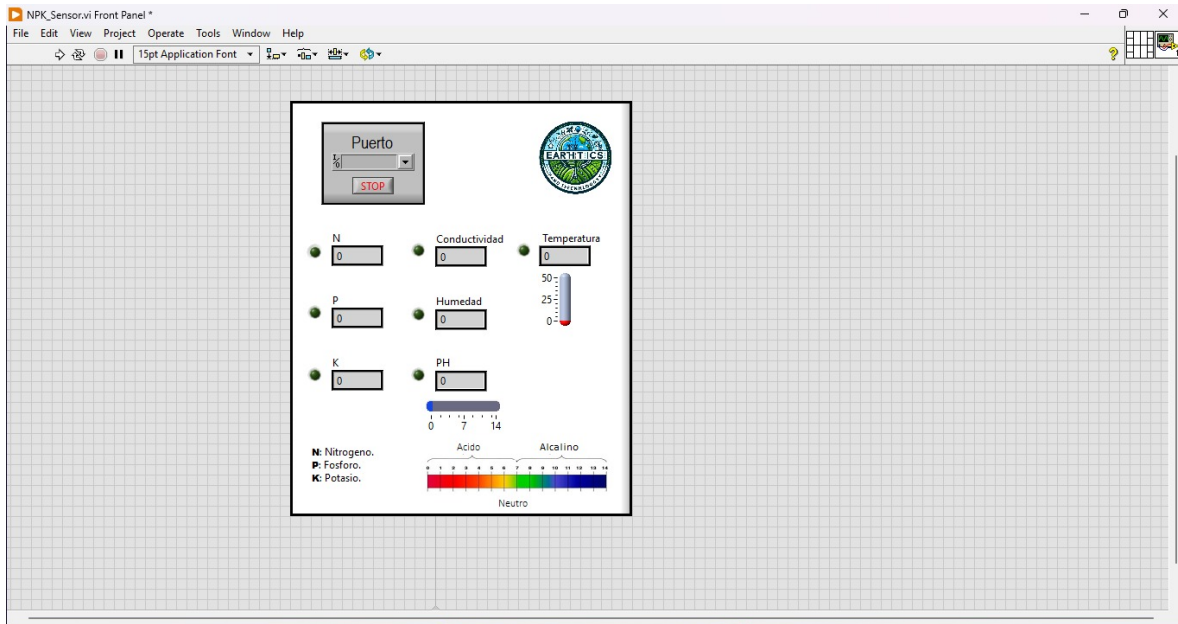 NPK_Sensor.vi Front Panel *
File Edit View Project Operate Tools Window Help
15pt Application Font
Puerto
I/O
STOP
EARHTICS
N Conductividad Temperatura
0 0 0
50
25
0
P Humedad
0 0
K PH
0 0
0 7 14
N: Nitrogeno.
P: Fosforo.
K: Potasio.
Acido Alcalino
0 1 2 3 4 5 6 7 8 9 10 11 12 13 14
Neutro